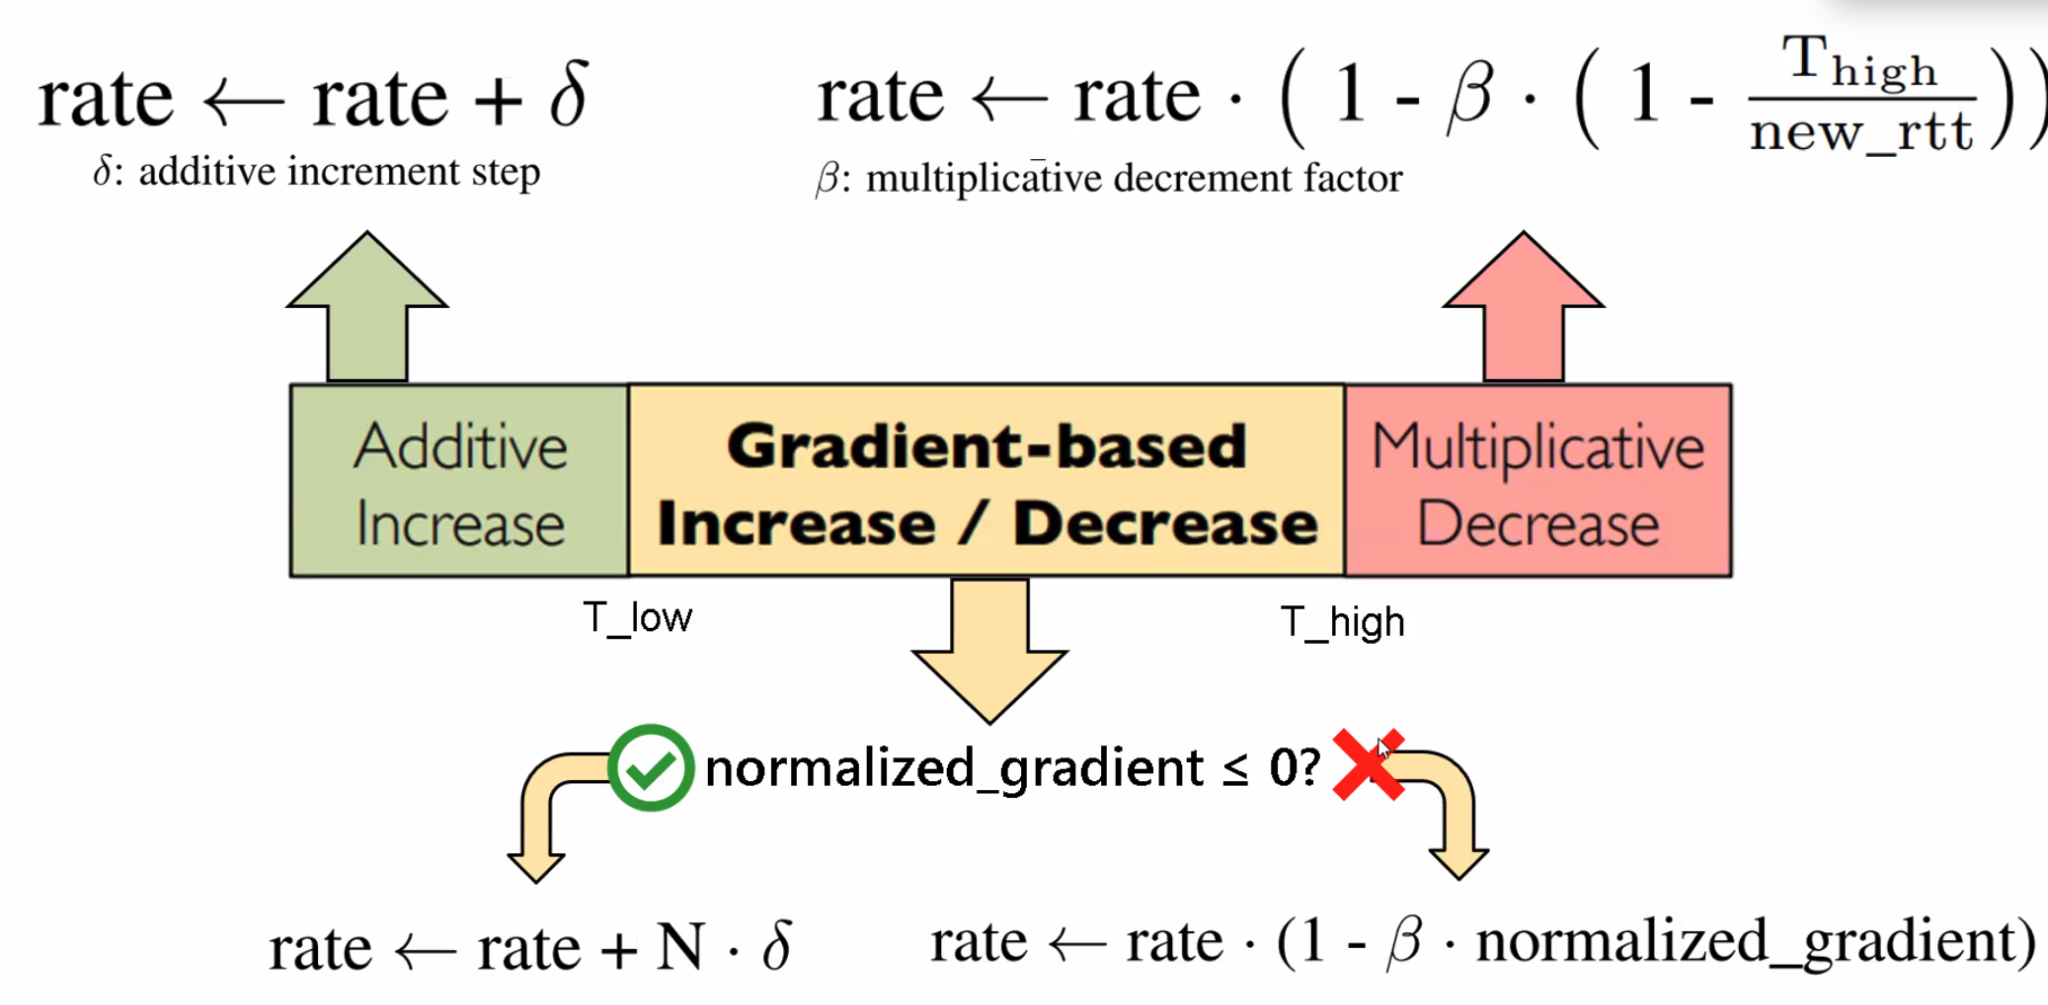 rate ← rate + δ
δ: additive increment step
rate ← rate · ( 1 - β · ( 1 - T_high / new_rtt ) )
β: multiplicative decrement factor
Additive
Increase
Gradient-based
Increase / Decrease
Multiplicative
Decrease
T_low
T_high
normalized_gradient ≤ 0?
rate ← rate + N · δ
rate ← rate · (1 - β · normalized_gradient)